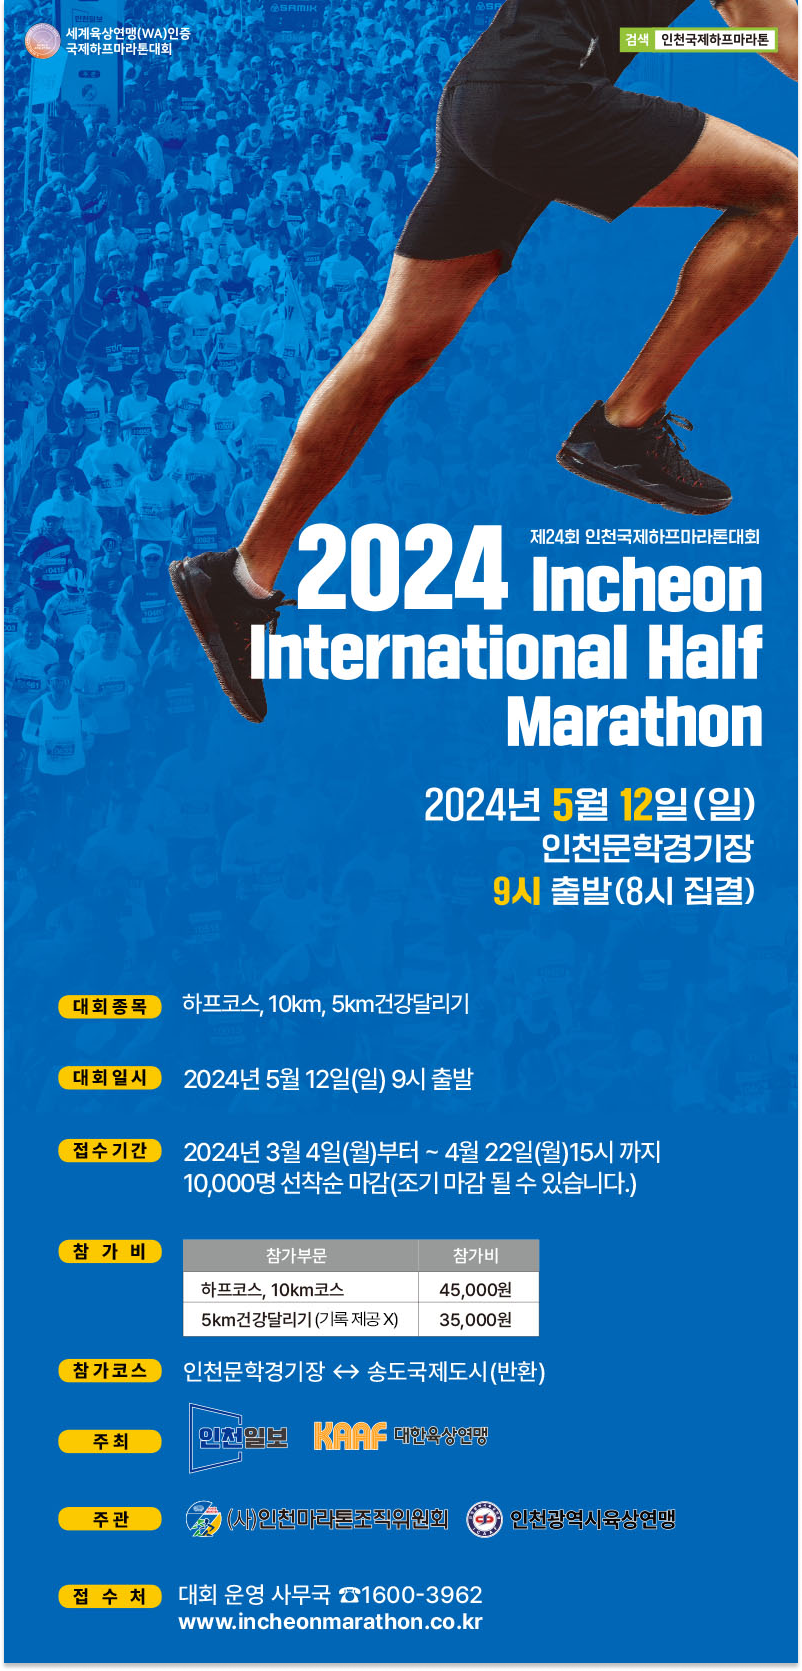 세계육상연맹(WA)인증
국제하프마라톤대회
검색 인천국제하프마라톤
SAMIK
2024 제24회 인천국제하프마라톤대회
Incheon
International Half
Marathon
2024년 5월 12일(일)
인천문학경기장
9시 출발(8시 집결)
대회종목 하프코스, 10km, 5km건강달리기
대회일시 2024년 5월 12일(일) 9시 출발
접수기간 2024년 3월 4일(월)부터 ~ 4월 22일(월)15시 까지
10,000명 선착순 마감(조기 마감 될 수 있습니다.)
참 가 비 참가부문 참가비
하프코스, 10km코스 45,000원
5km건강달리기(기록 제공 X) 35,000원
참가코스 인천문학경기장 ↔ 송도국제도시(반환)
주최 인천일보 KAAF 대한육상연맹
주관 (사)인천마라톤조직위원회 인천광역시육상연맹
접 수 처 대회 운영 사무국 ☎1600-3962
www.incheonmarathon.co.kr